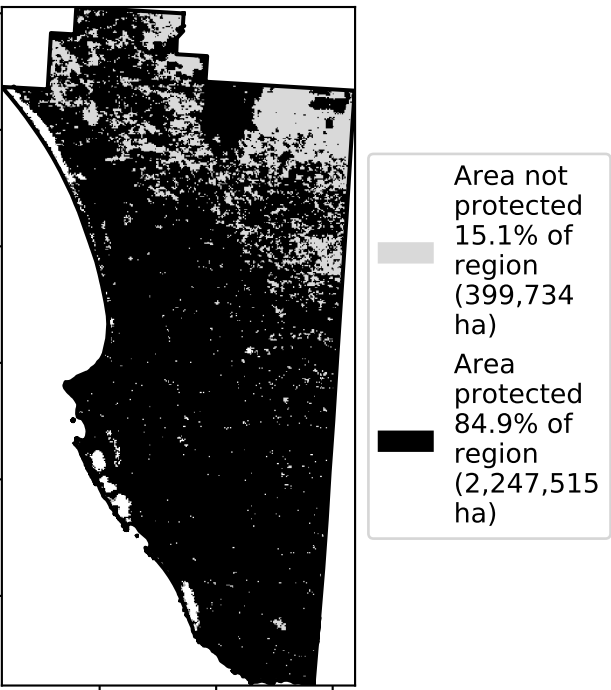 Area not
protected
15.1% of
region
(399,734
ha)
Area
protected
84.9% of
region
(2,247,515
ha)